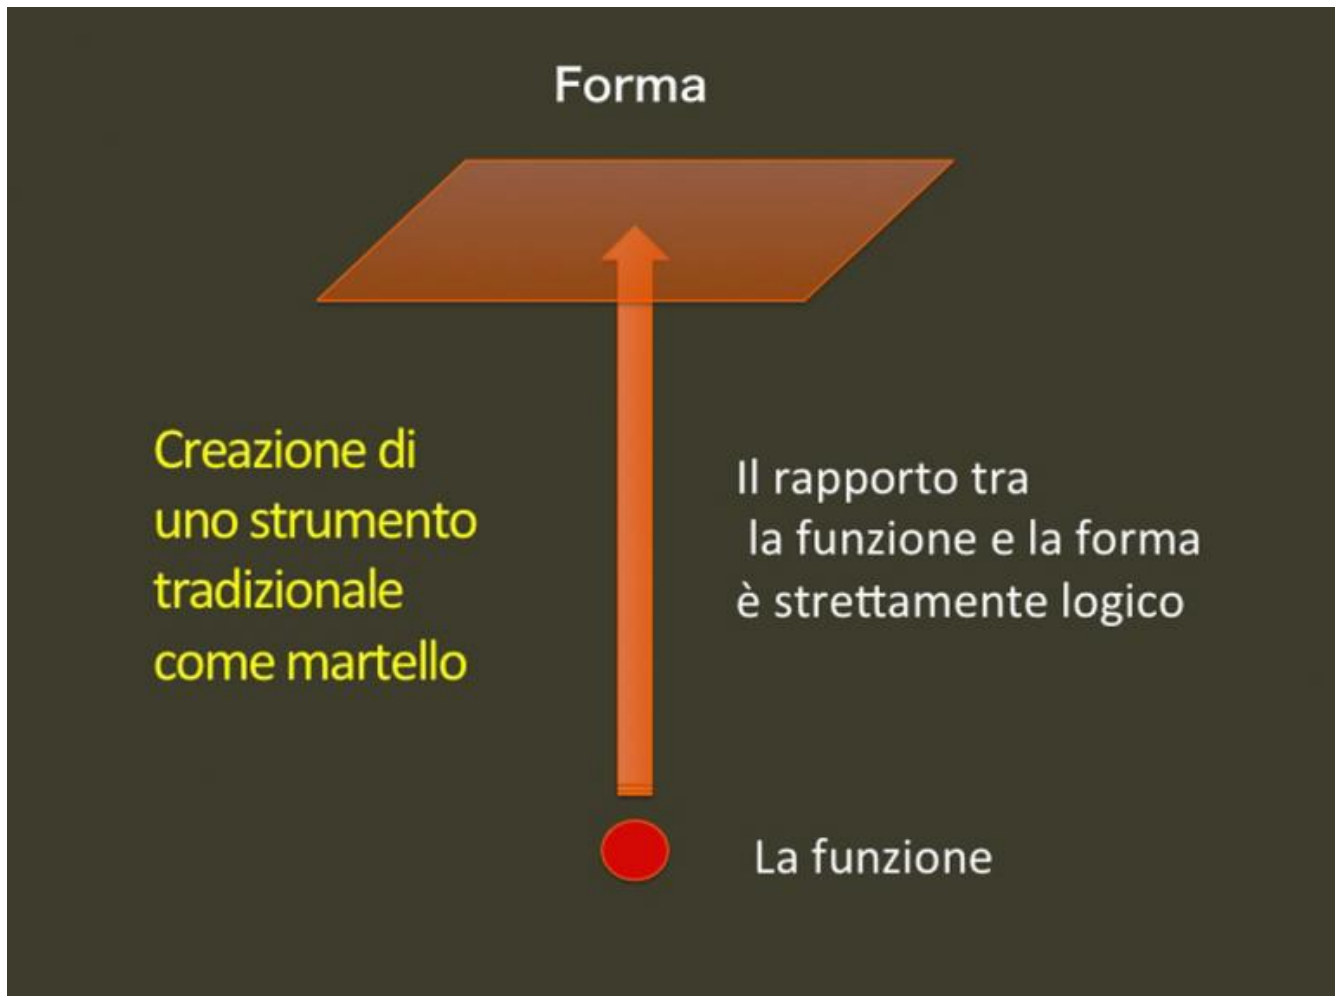 Forma
Creazione di
uno strumento
tradizionale
come martello
Il rapporto tra
la funzione e la forma
è strettamente logico
La funzione